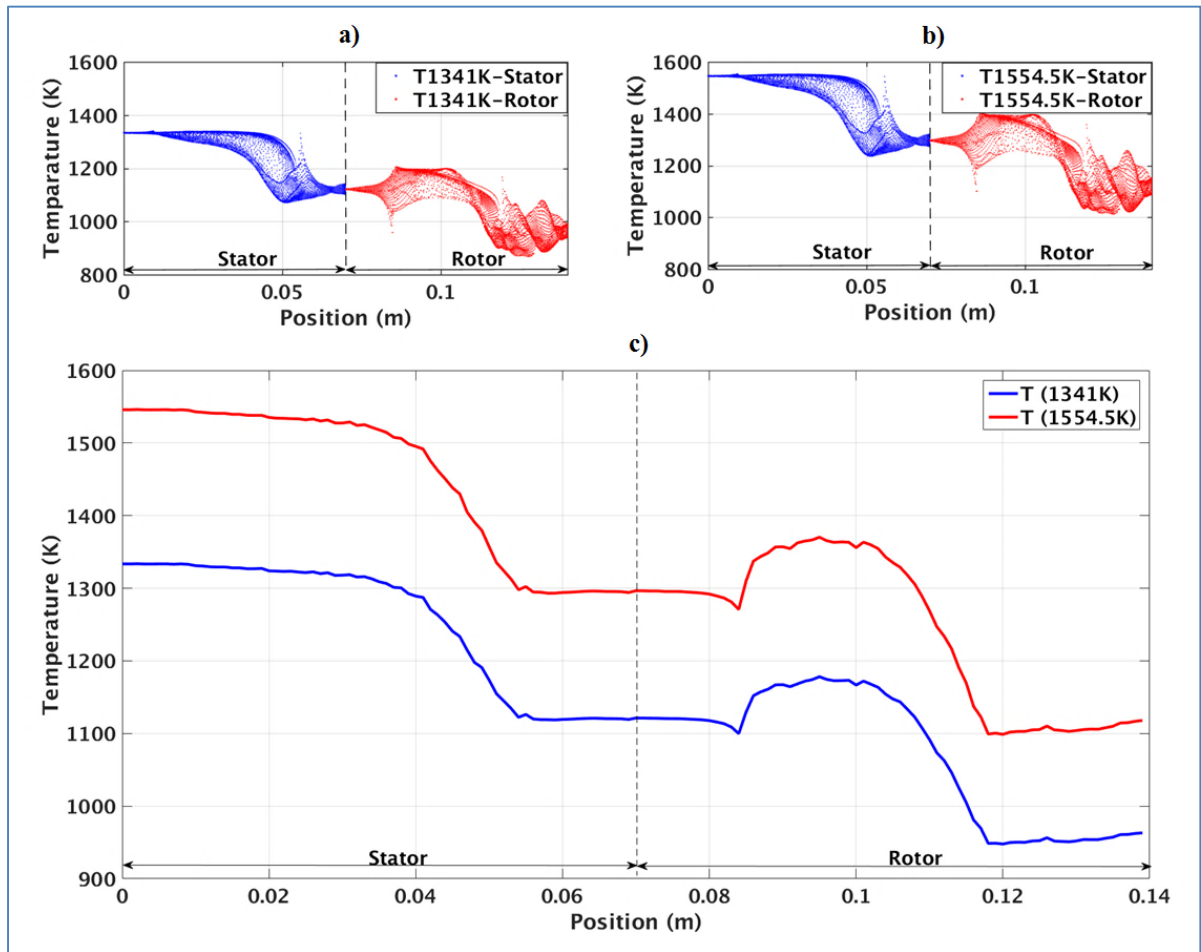 a)
1600
1400
1200
1000
800
Temparature (K)
T1341K-Stator
T1341K-Rotor
Stator
Rotor
0
0.05
0.1
Position (m)
b)
1600
1400
1200
1000
800
Temperature (K)
T1554.5K-Stator
T1554.5K-Rotor
Stator
Rotor
0
0.05
0.1
Position (m)
c)
1600
1500
1400
1300
1200
1100
1000
900
Temperature (K)
T (1341K)
T (1554.5K)
Stator
Rotor
0
0.02
0.04
0.06
0.08
0.1
0.12
0.14
Position (m)